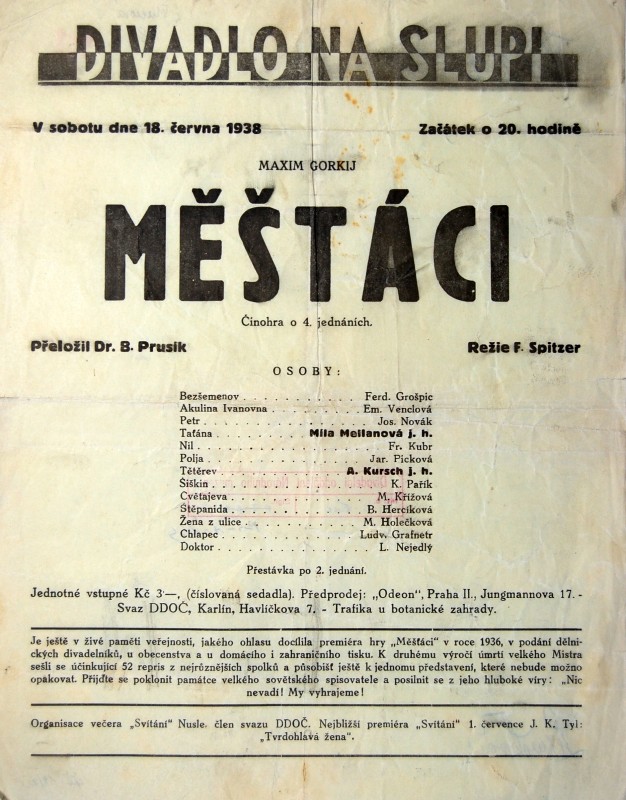 DIVADLO NA SLUPI
V sobotu dne 18. června 1938 Začátek o 20. hodině
MAXIM GORKIJ
MĚŠŤÁCI
Činohra o 4 jednáních.
Přeložil Dr. B. Prusik Režie F. Spitzer
OSOBY:
Bezšemenov . . . . . . . . . . . Ferd. Grošpic
Akulina Ivanovna . . . . . . . . Em. Venclová
Petr . . . . . . . . . . . . . . . Jos. Novák
Taťána . . . . . . . . . Míla Mellanová j. h.
Nil . . . . . . . . . . . . . . . . Fr. Kubr
Polja . . . . . . . . . . . . . Jar. Picková
Tětěrev . . . . . . . . . . . A. Kursch j. h.
Šiškin . . . . . . . . . . . . . . K. Pařík
Cvětajeva . . . . . . . . . . . M. Křížová
Stěpanida . . . . . . . . . . . B. Hercíková
Žena z ulice . . . . . . . . . M. Holečková
Chlapec . . . . . . . . . . . Ludv. Grafnetr
Doktor . . . . . . . . . . . . . L. Nejedlý
Přestávka po 2. jednání.
Jednotné vstupné Kč 3·—, (číslovaná sedadla). Předprodej: „Odeon“, Praha II., Jungmannova 17. -
Svaz DDOČ, Karlín, Havlíčkova 7. - Trafika u botanické zahrady.
Je ještě v živé paměti veřejnosti, jakého ohlasu docílila premiéra hry „Měšťáci“ v roce 1936, v podání dělnic-
kých divadelníků, u obecenstva a u domácího i zahraničního tisku. K druhému výročí úmrtí velkého Mistra
sešli se účinkující 52 repris z nejrůznějších spolků a působišť ještě k jednomu představení, které nebude možno
opakovat. Přijďte se poklonit památce velkého sovětského spisovatele a posilnit se z jeho hluboké víry: „Nic
nevadí! My vyhrajeme!
Organisace večera „Svítání“ Nusle. člen svazu DDOČ. Nejbližší premiéra „Svítání“ 1. července J. K. Tyl:
„Tvrdohlavá žena“.